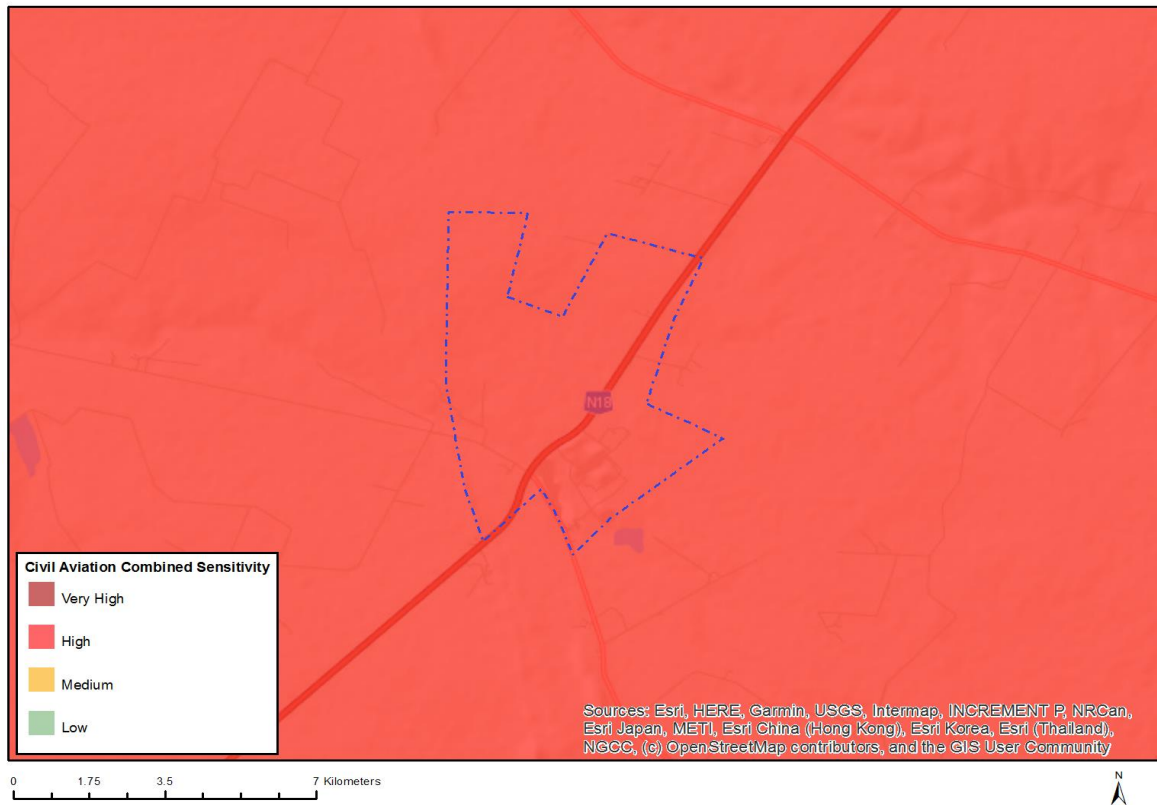 N18
Civil Aviation Combined Sensitivity
Very High
High
Medium
Low
Sources: Esri, HERE, Garmin, USGS, Intermap, INCREMENT P, NRCan,
Esri Japan, METI, Esri China (Hong Kong), Esri Korea, Esri (Thailand),
NGCC, (c) OpenStreetMap contributors, and the GIS User Community
0 1.75 3.5 7 Kilometers
N